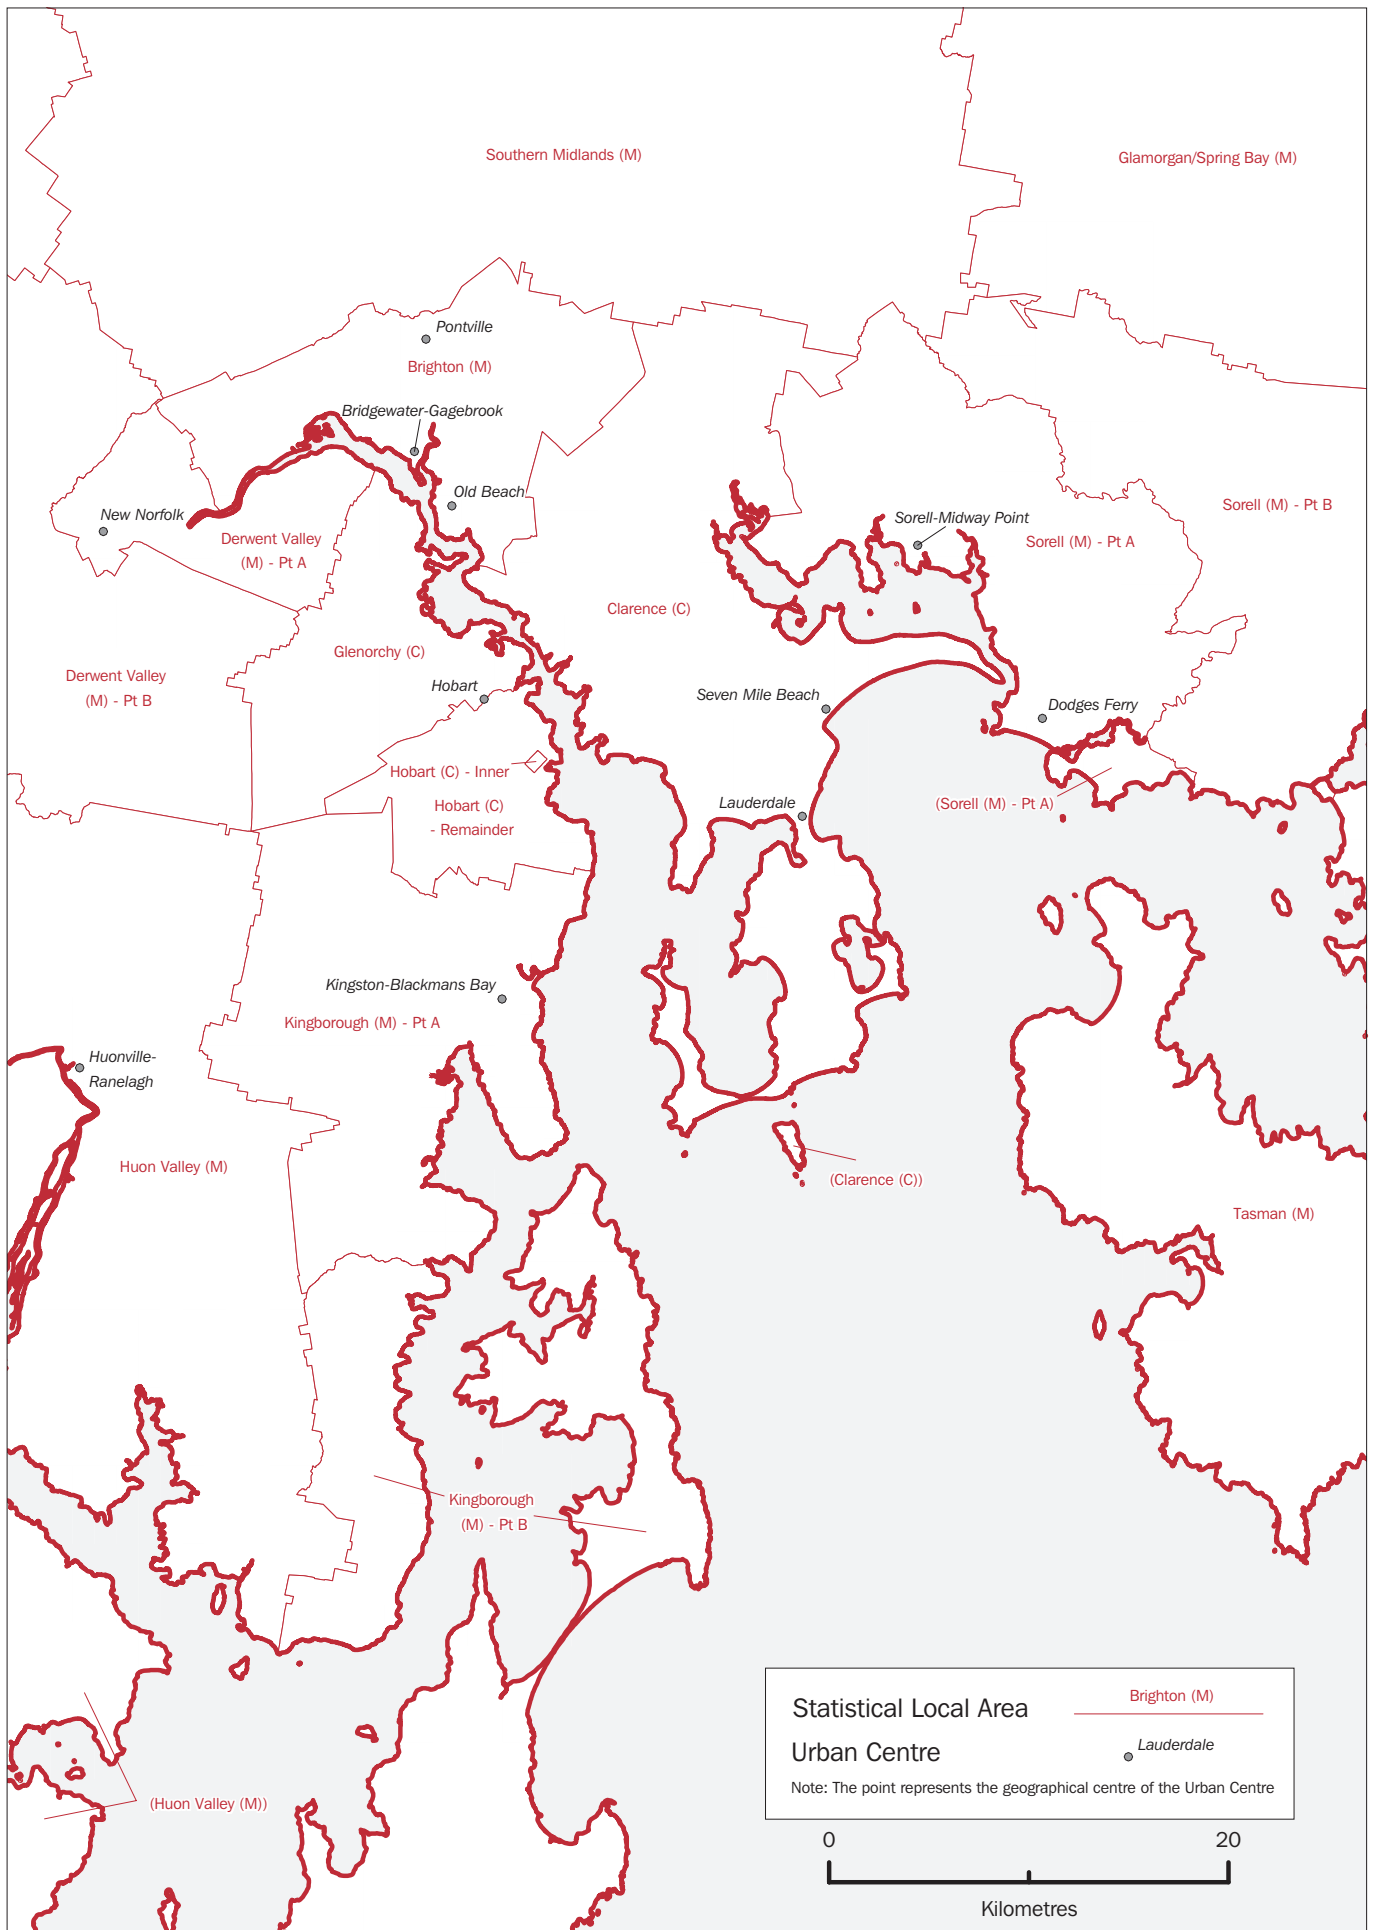 Southern Midlands (M)
Glamorgan/Spring Bay (M)
Pontville
Brighton (M)
Bridgewater-Gagebrook
Old Beach
New Norfolk
Derwent Valley
(M) - Pt A
Sorell-Midway Point
Sorell (M) - Pt B
Sorell (M) - Pt A
Clarence (C)
Glenorchy (C)
Derwent Valley
(M) - Pt B
Hobart
Seven Mile Beach
Dodges Ferry
Hobart (C) - Inner
Hobart (C)
- Remainder
Lauderdale
(Sorell (M) - Pt A)
Kingston-Blackmans Bay
Kingborough (M) - Pt A
Huonville-
Ranelagh
Huon Valley (M)
(Clarence (C))
Tasman (M)
Kingborough
(M) - Pt B
(Huon Valley (M))
Statistical Local Area
Brighton (M)
Urban Centre
Lauderdale
Note: The point represents the geographical centre of the Urban Centre
0
20
Kilometres